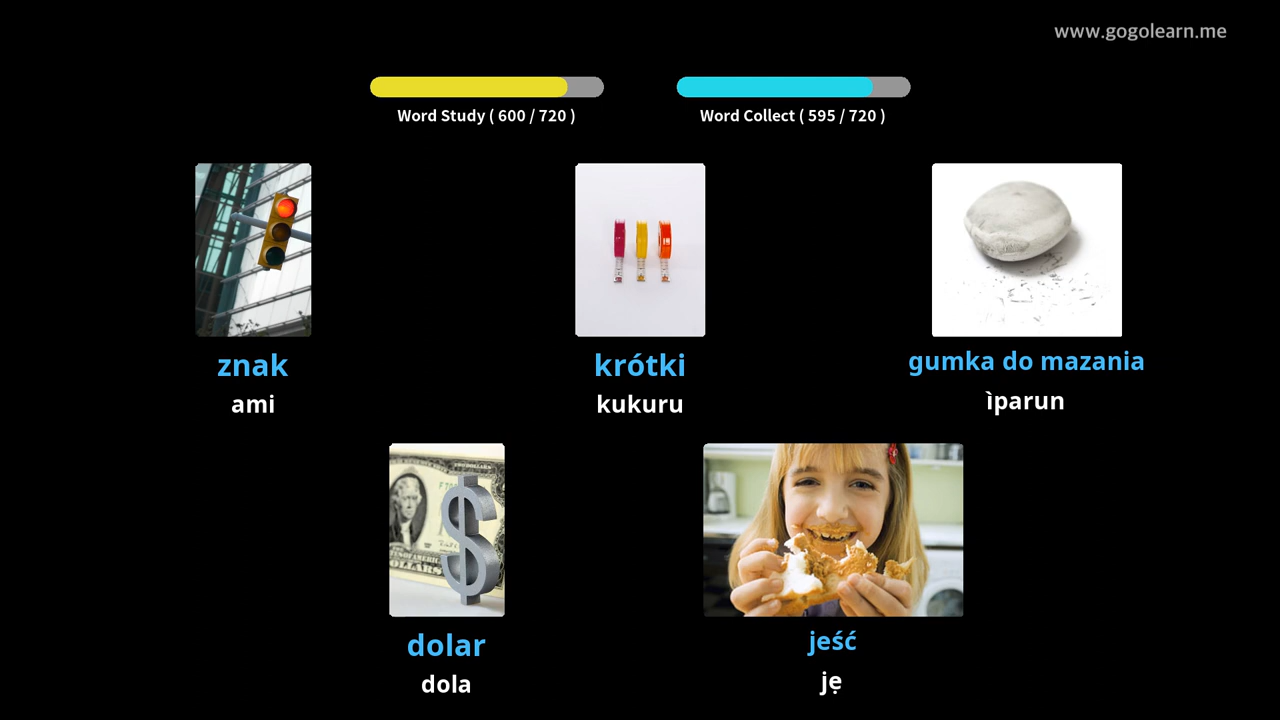 www.gogolearn.me
Word Study ( 600 / 720 )
Word Collect ( 595 / 720 )
znak
ami
krótki
kukuru
gumka do mazania
ìparun
dolar
dola
jeść
jẹ